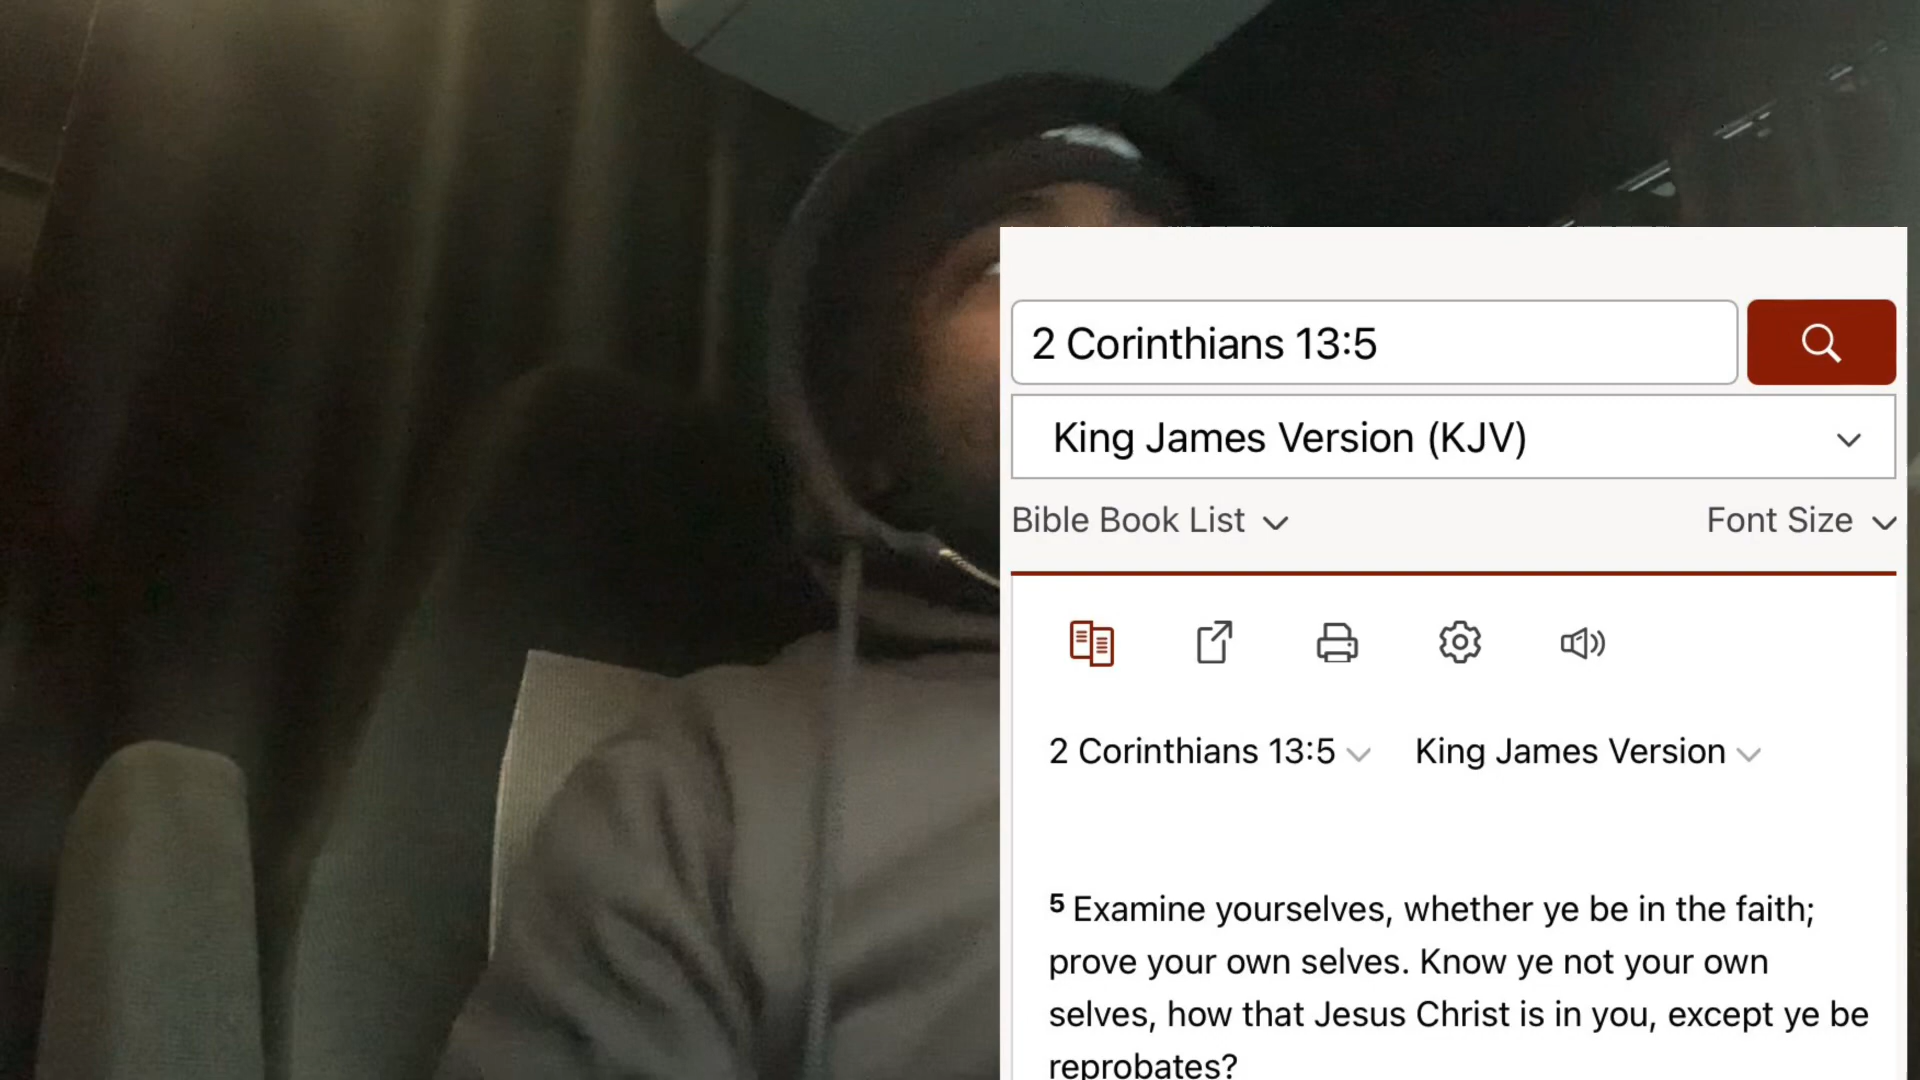 2 Corinthians 13:5
King James Version (KJV)
Bible Book List
Font Size
2 Corinthians 13:5 King James Version
5 Examine yourselves, whether ye be in the faith;
prove your own selves. Know ye not your own
selves, how that Jesus Christ is in you, except ye be
reprobates?